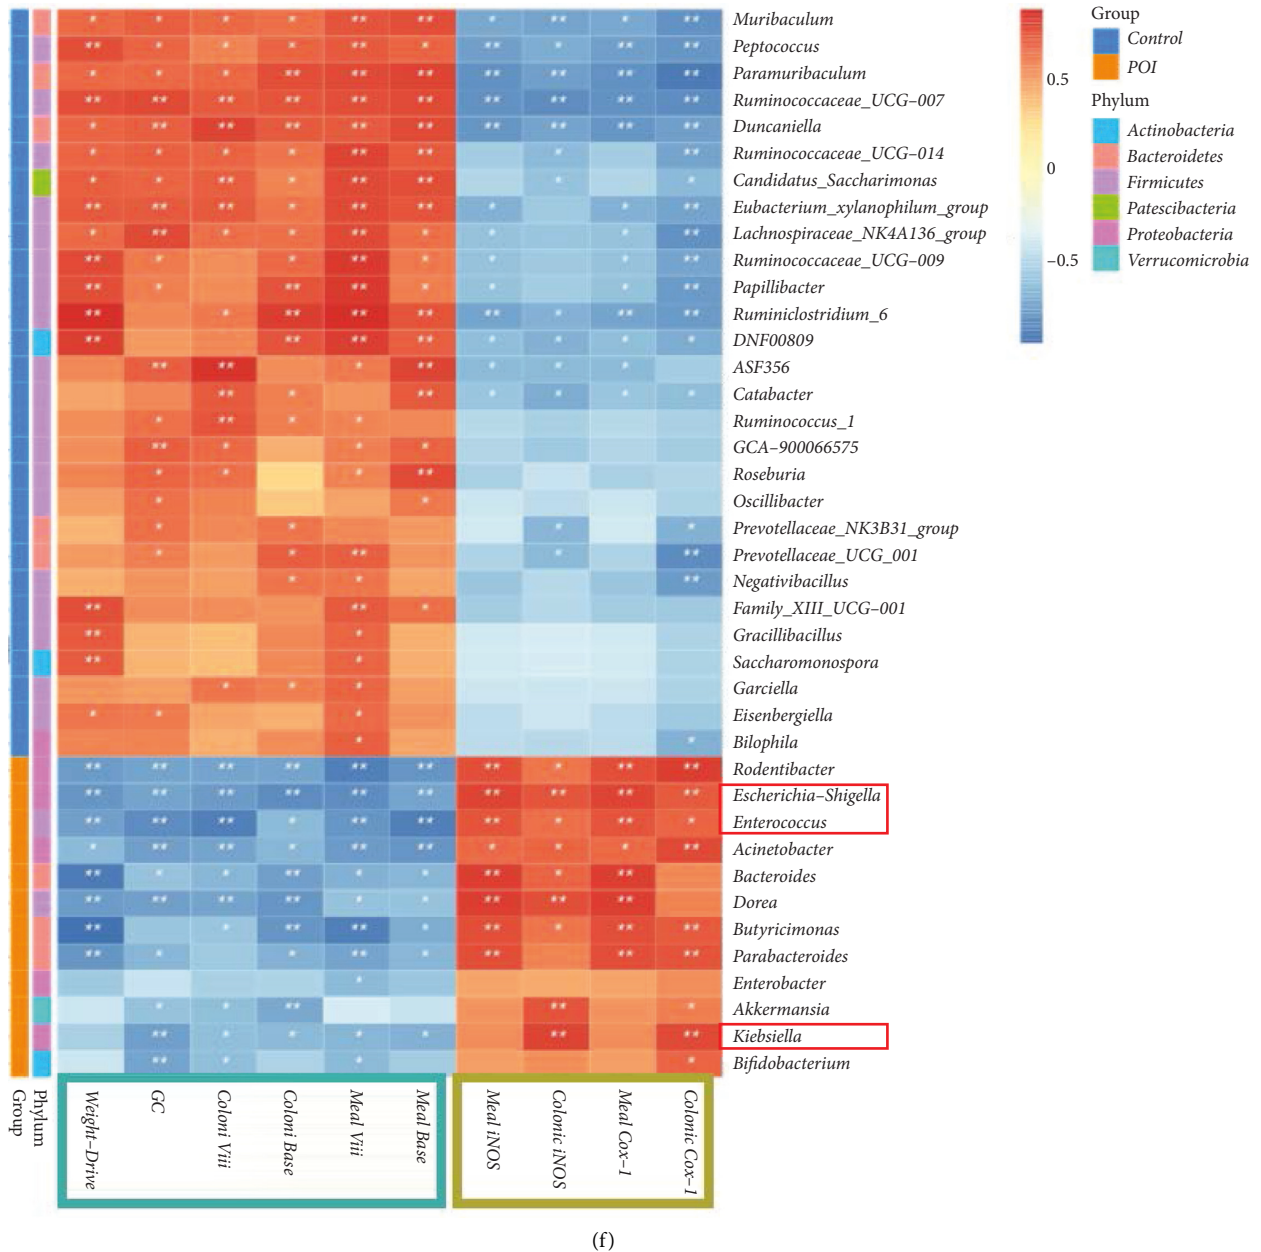 Muribaculum
Peptococcus
Paramuribaculum
Ruminococcaceae_UCG–007
Duncaniella
Ruminococcaceae_UCG–014
Candidatus_Saccharimonas
Eubacterium_xylanophilum_group
Lachnospiraceae_NK4A136_group
Ruminococcaceae_UCG–009
Papillibacter
Ruminiclostridium_6
DNF00809
ASF356
Catabacter
Ruminococcus_1
GCA–900066575
Roseburia
Oscillibacter
Prevotellaceae_NK3B31_group
Prevotellaceae_UCG_001
Negativibacillus
Family_XIII_UCG–001
Gracillibacillus
Saccharomonospora
Garciella
Eisenbergiella
Bilophila
Rodentibacter
Escherichia–Shigella
Enterococcus
Acinetobacter
Bacteroides
Dorea
Butyricimonas
Parabacteroides
Enterobacter
Akkermansia
Kiebsiella
Bifidobacterium
Group
Phylum
Weight–Drive
GC
Coloni Viii
Coloni Base
Meal Viii
Meal Base
Meal iNOS
Colonic iNOS
Meal Cox–1
Colonic Cox–1
0.5
0
–0.5
Group
Control
POI
Phylum
Actinobacteria
Bacteroidetes
Firmicutes
Patescibacteria
Proteobacteria
Verrucomicrobia
(f)